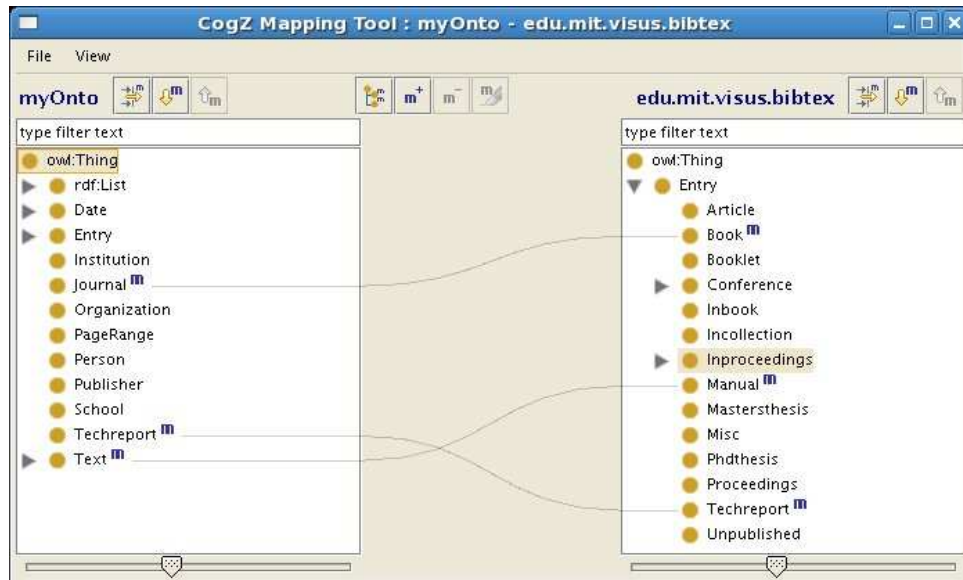 CogZ Mapping Tool : myOnto - edu.mit.visus.bibtex
File View
myOnto
m
m
m
m
m+
m-
m
edu.mit.visus.bibtex
m
m
m
type filter text
owl:Thing
rdf:List
Date
Entry
Institution
Journal m
Organization
PageRange
Person
Publisher
School
Techreport m
Text m
type filter text
owl:Thing
Entry
Article
Book m
Booklet
Conference
Inbook
Incollection
Inproceedings
Manual m
Mastersthesis
Misc
Phdthesis
Proceedings
Techreport m
Unpublished